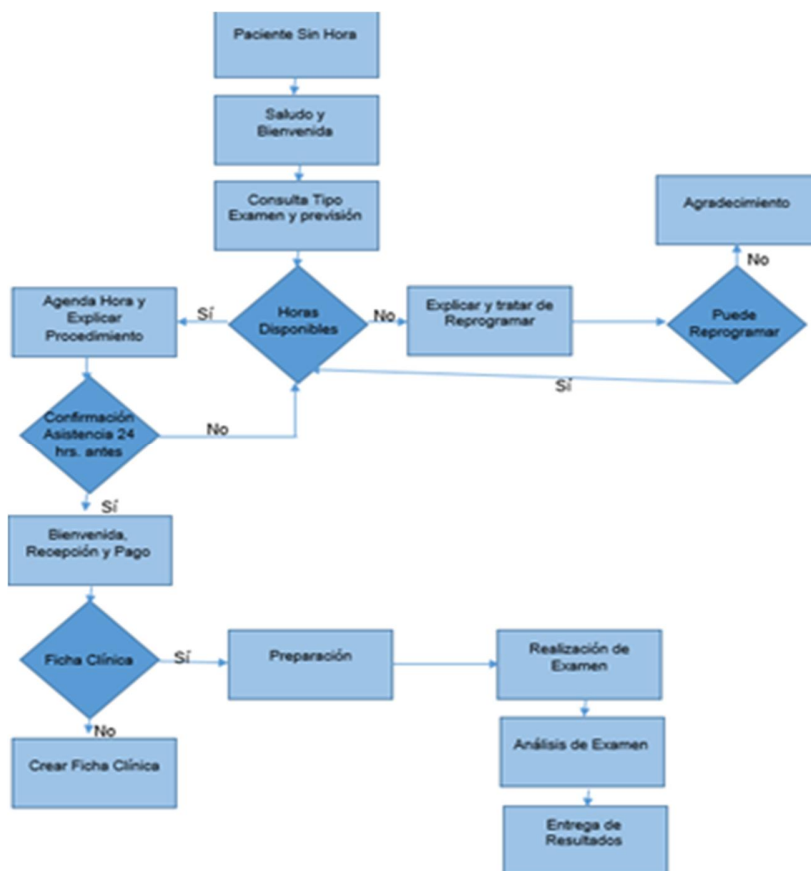 Paciente Sin Hora
Saludo y
Bienvenida
Consulta Tipo
Examen y previsión
Agradecimiento
No
Agenda Hora y
Explicar
Procedimiento
Sí
Horas
Disponibles
No
Explicar y tratar de
Reprogramar
Puede
Reprogramar
Sí
Confirmación
Asistencia 24
hrs. antes
No
Sí
Bienvenida,
Recepción y Pago
Ficha Clínica
Sí
Preparación
Realización de
Examen
No
Crear Ficha Clínica
Análisis de Examen
Entrega de
Resultados